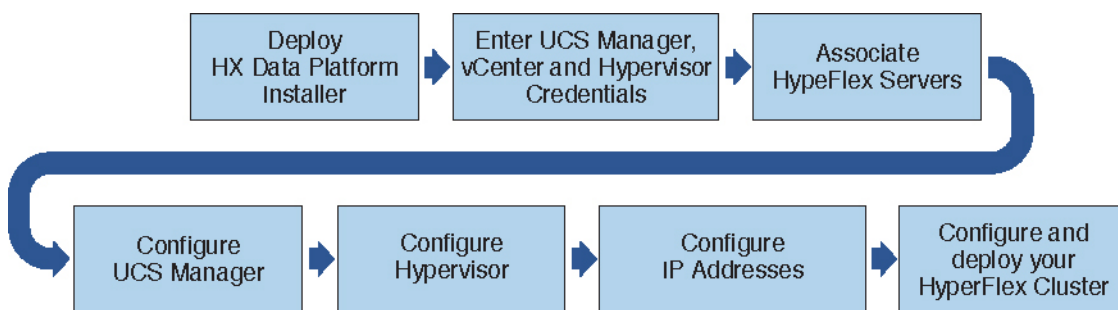 Deploy
HX Data Platform
Installer
Enter UCS Manager,
vCenter and Hypervisor
Credentials
Associate
HypeFlex Servers
Configure
UCS Manager
Configure
Hypervisor
Configure
IP Addresses
Configure and
deploy your
HyperFlex Cluster